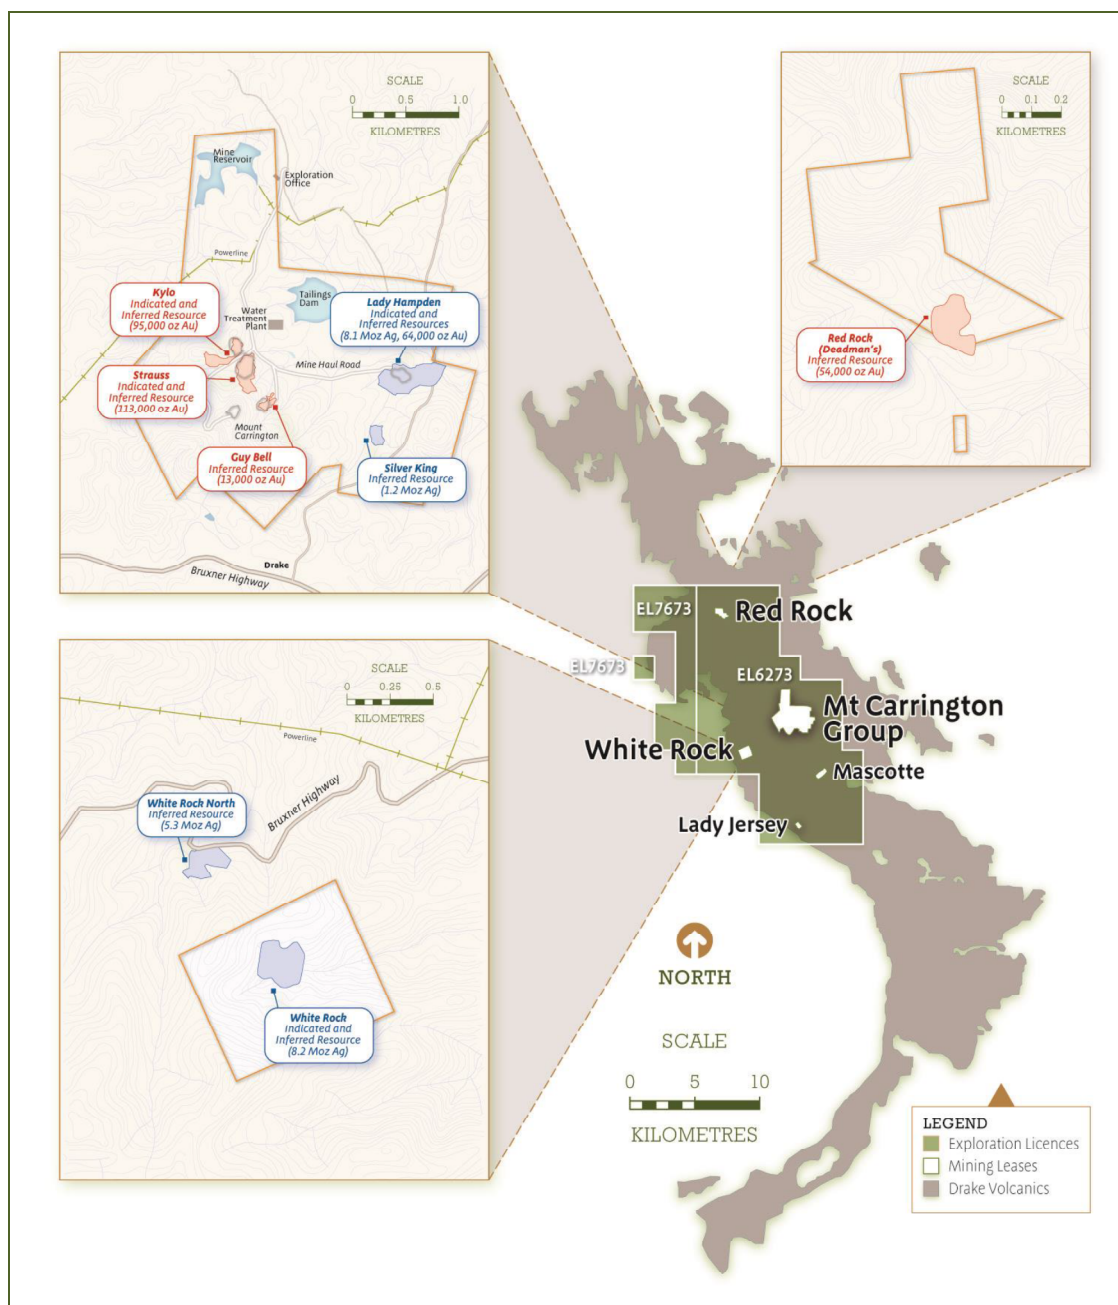 SCALE
0 0.5 1.0
KILOMETRES
Mine
Reservoir
Exploration
Office
Powerline
Kylo
Indicated and
Inferred Resource
(95,000 oz Au)
Tailings
Dam
Water
Treatment
Plant
Lady Hampden
Indicated and
Inferred Resources
(8.1 Moz Ag, 64,000 oz Au)
Mine Haul Road
Strauss
Indicated and
Inferred Resource
(113,000 oz Au)
Mount
Carrington
Guy Bell
Inferred Resource
(13,000 oz Au)
Silver King
Inferred Resource
(1.2 Moz Ag)
Drake
Bruxner Highway
SCALE
0 0.1 0.2
KILOMETRES
Red Rock
(Deadman's)
Inferred Resource
(54,000 oz Au)
EL7673
Red Rock
EL7673
EL6273
Mt Carrington
Group
White Rock
Mascotte
Lady Jersey
SCALE
0 0.25 0.5
KILOMETRES
Powerline
Bruxner Highway
White Rock North
Inferred Resource
(5.3 Moz Ag)
White Rock
Indicated and
Inferred Resource
(8.2 Moz Ag)
NORTH
SCALE
0 5 10
KILOMETRES
LEGEND
Exploration Licences
Mining Leases
Drake Volcanics